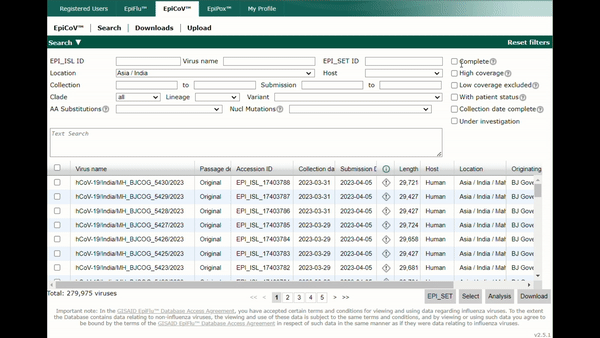 Registered Users EpiFlu™ EpiCoV™ EpiPox™ My Profile
EpiCoV™ Search Downloads Upload
Search Reset filters
EPI_ISL ID Virus name EPI_SET ID Complete
Location Asia / India Host High coverage
Collection to Submission to Low coverage excluded
Clade all Lineage Variant With patient status
AA Substitutions Nucl Mutations Collection date complete
Under investigation
Text Search
Virus name Passage de Accession ID Collection da Submission D Length Host Location Originating
hCoV-19/India/MH_BJCOG_5430/2023 Original EPI_ISL_17403788 2023-03-31 2023-04-05 29,721 Human Asia / India / Mah BJ Gove
hCoV-19/India/MH_BJCOG_5429/2023 Original EPI_ISL_17403787 2023-03-31 2023-04-05 29,427 Human Asia / India / Mah BJ Gove
hCoV-19/India/MH_BJCOG_5428/2023 Original EPI_ISL_17403786 2023-03-31 2023-04-05 29,427 Human Asia / India / Mah BJ Gove
hCoV-19/India/MH_BJCOG_5427/2023 Original EPI_ISL_17403785 2023-03-29 2023-04-05 29,724 Human Asia / India / Mah BJ Gove
hCoV-19/India/MH_BJCOG_5426/2023 Original EPI_ISL_17403784 2023-03-29 2023-04-05 29,658 Human Asia / India / Mah BJ Gove
hCoV-19/India/MH_BJCOG_5425/2023 Original EPI_ISL_17403783 2023-03-29 2023-04-05 29,427 Human Asia / India / Mah BJ Gove
hCoV-19/India/MH_BJCOG_5423/2023 Original EPI_ISL_17403782 2023-03-29 2023-04-05 29,681 Human Asia / India / Mah BJ Gove
Total: 279,975 viruses << < 1 2 3 4 5 > >> EPI_SET Select Analysis Download
Important note: In the GISAID EpiFlu™ Database Access Agreement, you have accepted certain terms and conditions for viewing and using data regarding influenza viruses. To the extent
the Database contains data relating to non-influenza viruses, the viewing and use of these data is subject to the same terms and conditions, and by viewing or using such data you agree to
be bound by the terms of the GISAID EpiFlu™ Database Access Agreement in respect of such data in the same manner as if they were data relating to influenza viruses.